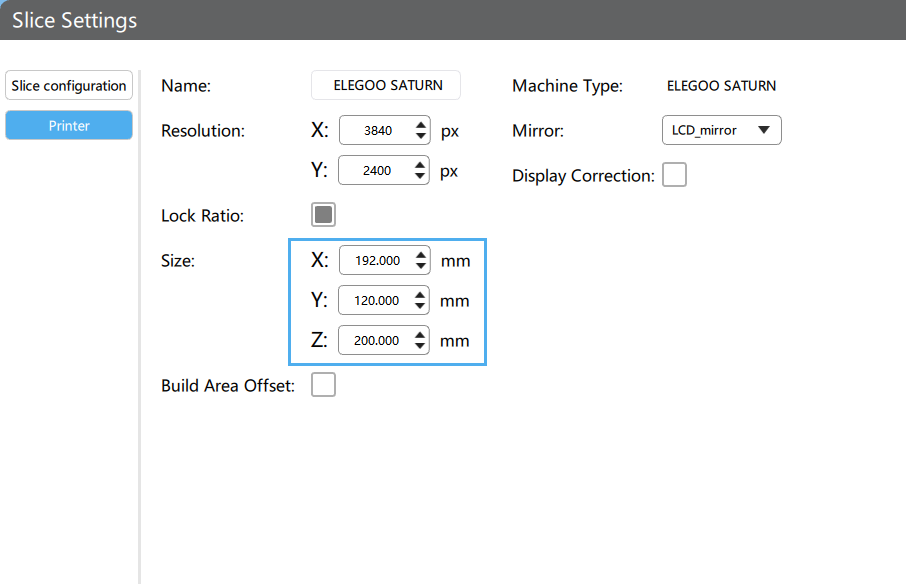 Slice Settings
Slice configuration
Printer
Name: ELEGOO SATURN Machine Type: ELEGOO SATURN
Resolution: X: 3840 px Mirror: LCD_mirror
Y: 2400 px Display Correction:
Lock Ratio:
Size: X: 192.000 mm
Y: 120.000 mm
Z: 200.000 mm
Build Area Offset: